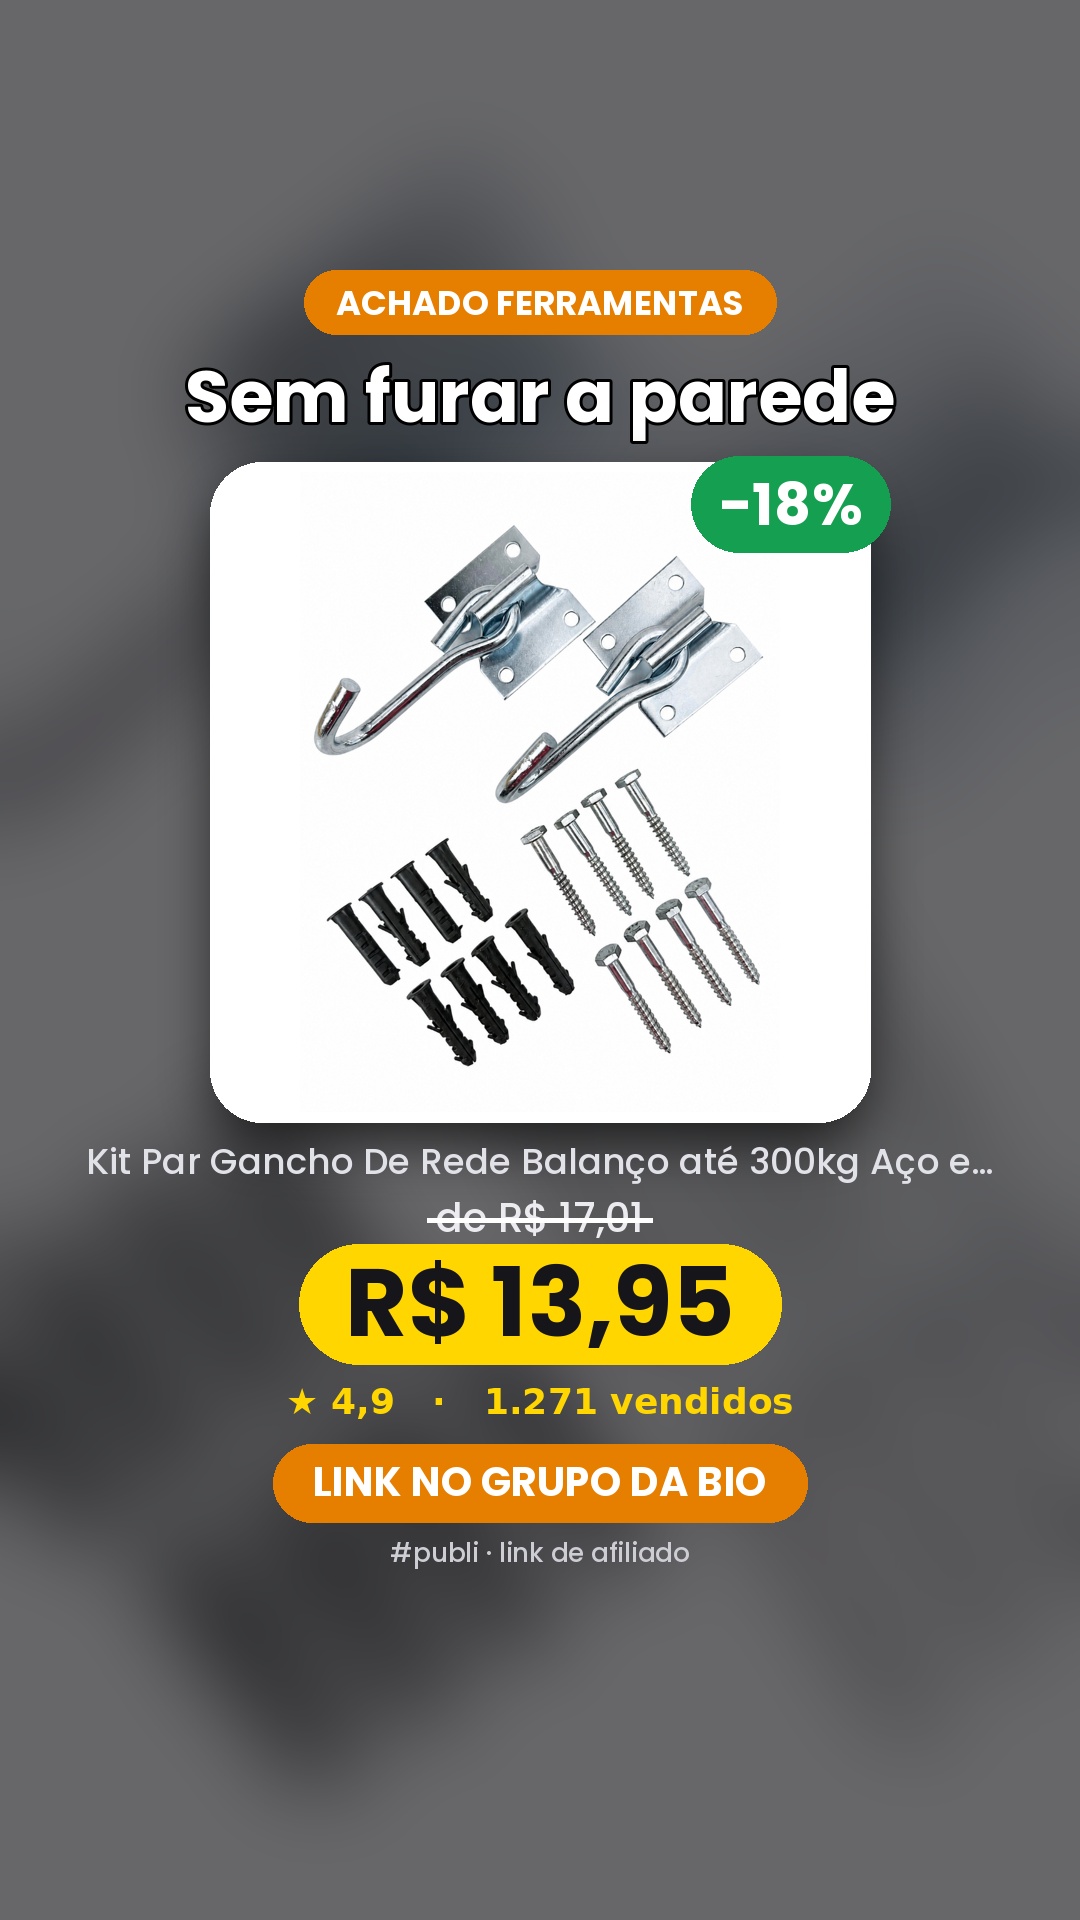 ACHADO FERRAMENTAS
Sem furar a parede
-18%
Kit Par Gancho De Rede Balanço até 300kg Aço e...
de R$ 17,01
R$ 13,95
★ 4,9 · 1.271 vendidos
LINK NO GRUPO DA BIO
#publi · link de afiliado